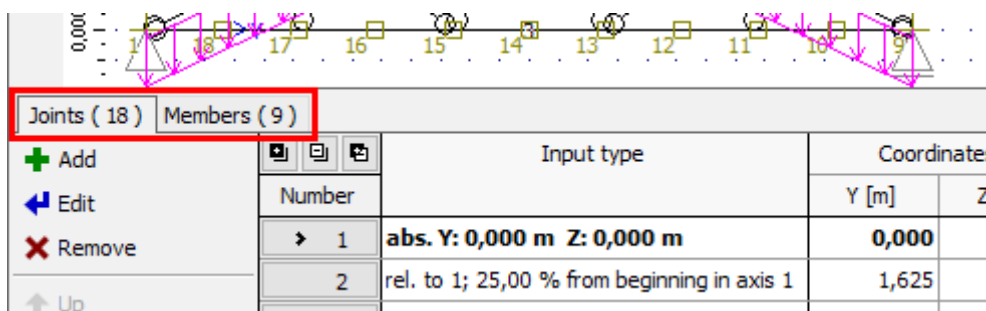 0,000
1 18 17 16 15 14 13 12 11 10 9
Joints ( 18 ) Members ( 9 )
Add
Input type
Coordinate
Edit
Number
Y [m]
Z
Remove
1 abs. Y: 0,000 m Z: 0,000 m 0,000
2 rel. to 1; 25,00 % from beginning in axis 1 1,625
Up